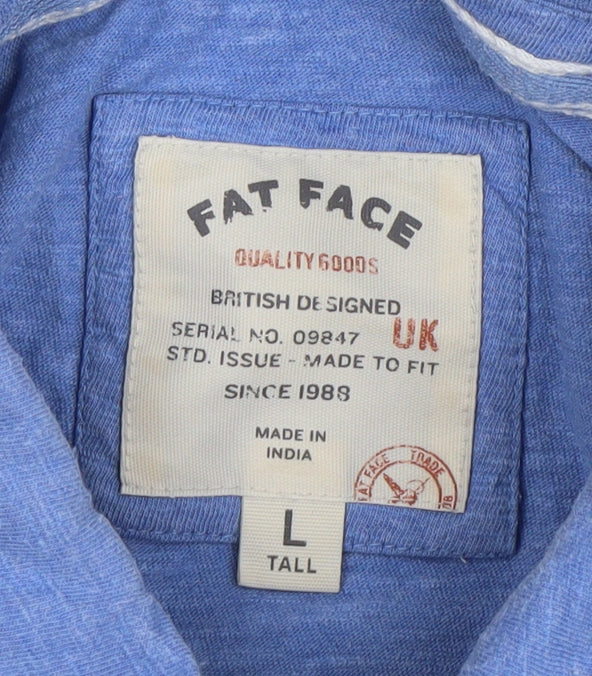 FAT FACE
QUALITY GOODS
BRITISH DESIGNED
SERIAL NO. 09847 UK
STD. ISSUE - MADE TO FIT
SINCE 1988
MADE IN
INDIA
FAT FACE TRADE
L
TALL